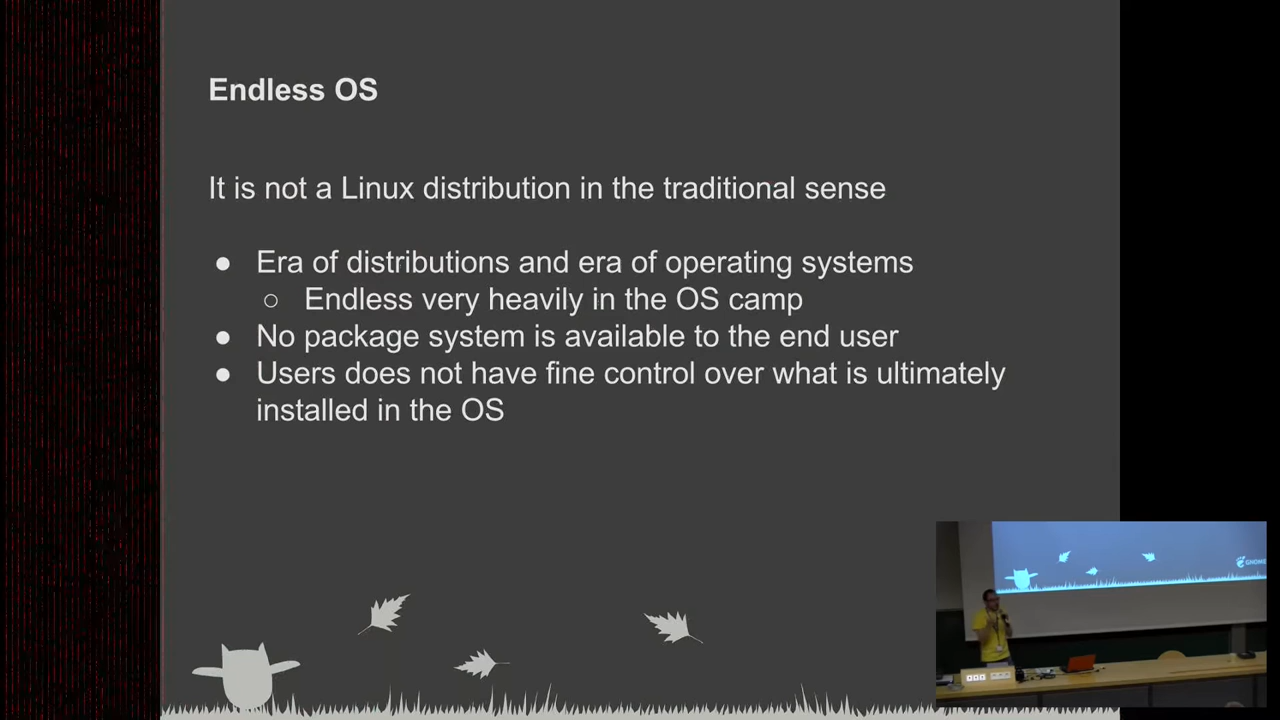 Endless OS
It is not a Linux distribution in the traditional sense
● Era of distributions and era of operating systems
○ Endless very heavily in the OS camp
● No package system is available to the end user
● Users does not have fine control over what is ultimately
installed in the OS
GNOME